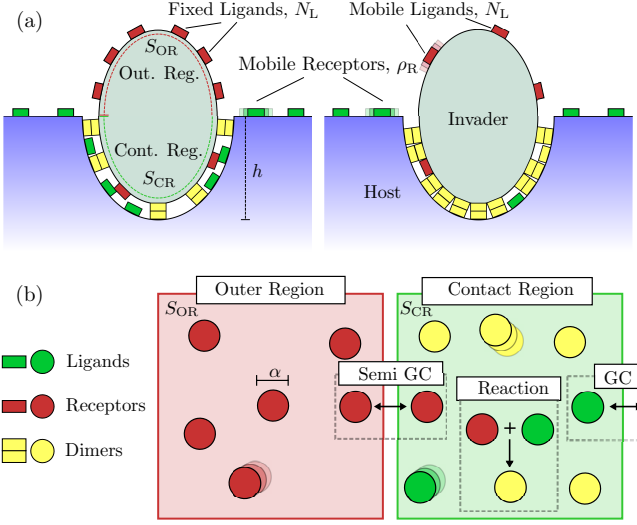 (a)
Fixed Ligands, N_L
Mobile Ligands, N_L
S_OR
Out. Reg.
Mobile Receptors, ρ_R
Cont. Reg.
S_CR
h
Invader
Host
(b)
Outer Region
Contact Region
S_OR
S_CR
Ligands
Receptors
Dimers
α
Semi GC
Reaction
+
GC